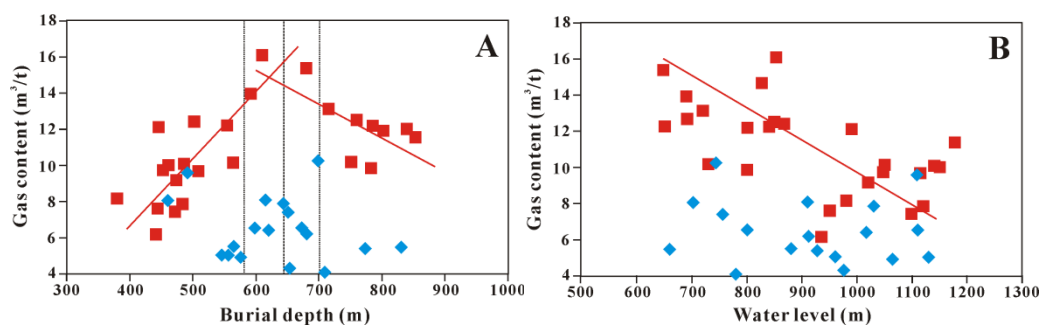 A
Gas content (m³/t)
18
16
14
12
10
8
6
4
300 400 500 600 700 800 900 1000
Burial depth (m)
B
Gas content (m³/t)
18
16
14
12
10
8
6
4
500 600 700 800 900 1000 1100 1200 1300
Water level (m)